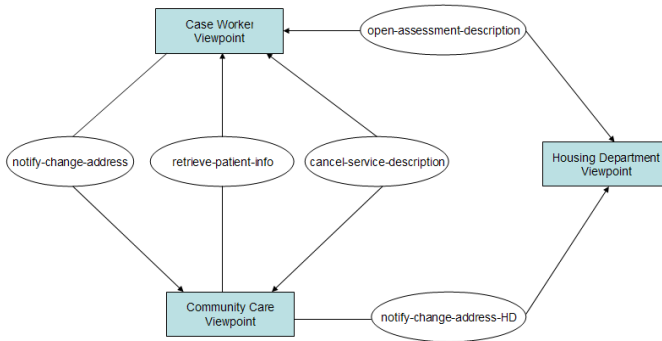 Case Worker
Viewpoint
open-assessment-description
notify-change-address
retrieve-patient-info
cancel-service-description
Housing Department
Viewpoint
Community Care
Viewpoint
notify-change-address-HD